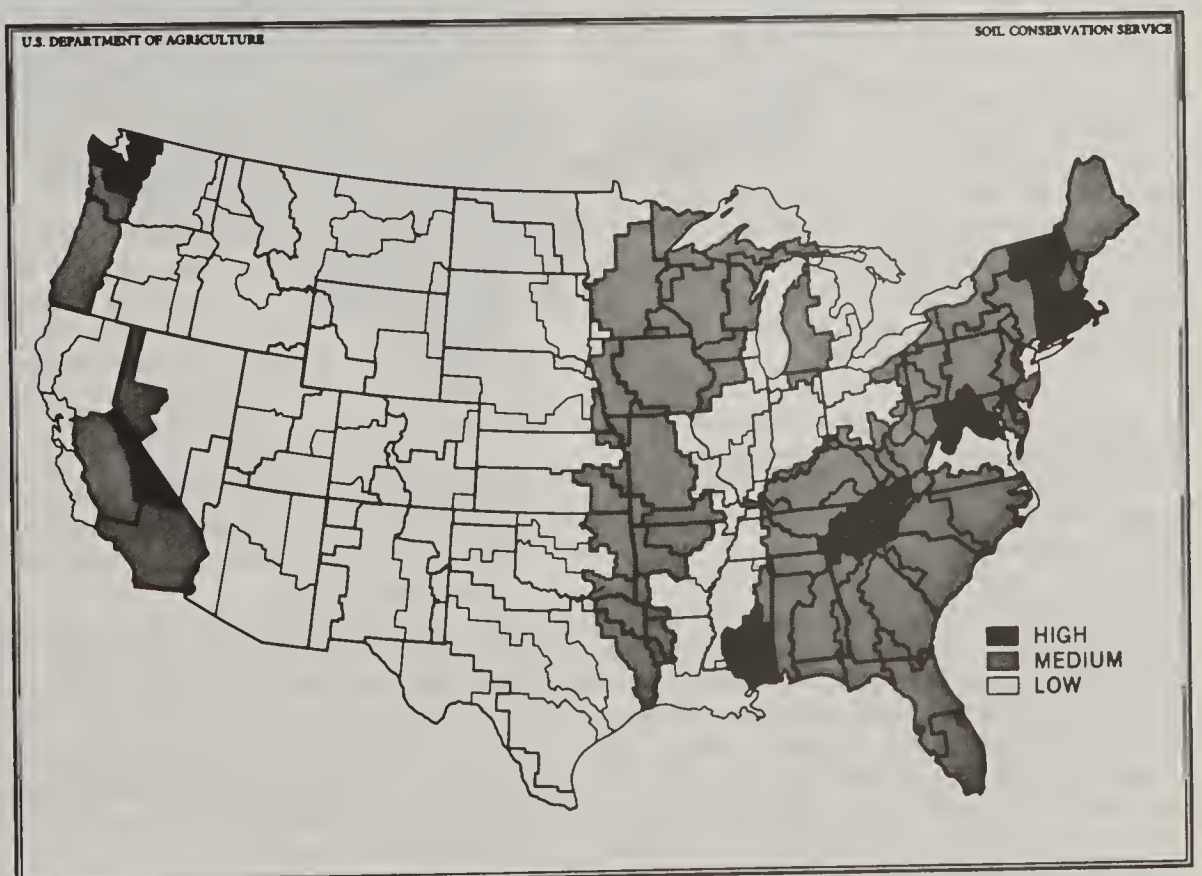 U.S. DEPARTMENT OF AGRICULTURE
SOIL CONSERVATION SERVICE
HIGH
MEDIUM
LOW